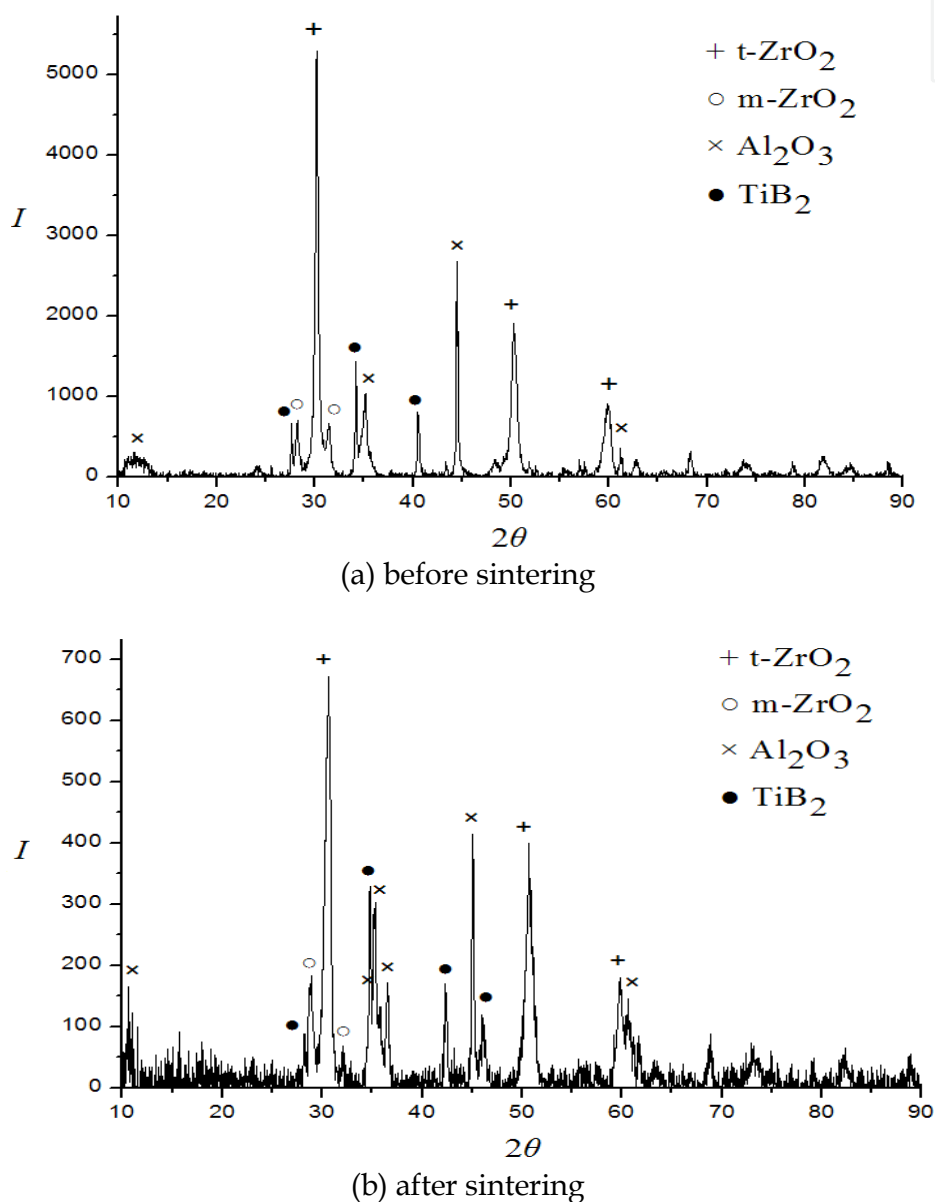 + t-ZrO2
○ m-ZrO2
× Al2O3
● TiB2
5000
4000
3000
2000
1000
0
I
10 20 30 40 50 60 70 80 90
2θ
(a) before sintering
+ t-ZrO2
○ m-ZrO2
× Al2O3
● TiB2
700
600
500
400
300
200
100
0
I
10 20 30 40 50 60 70 80 90
2θ
(b) after sintering